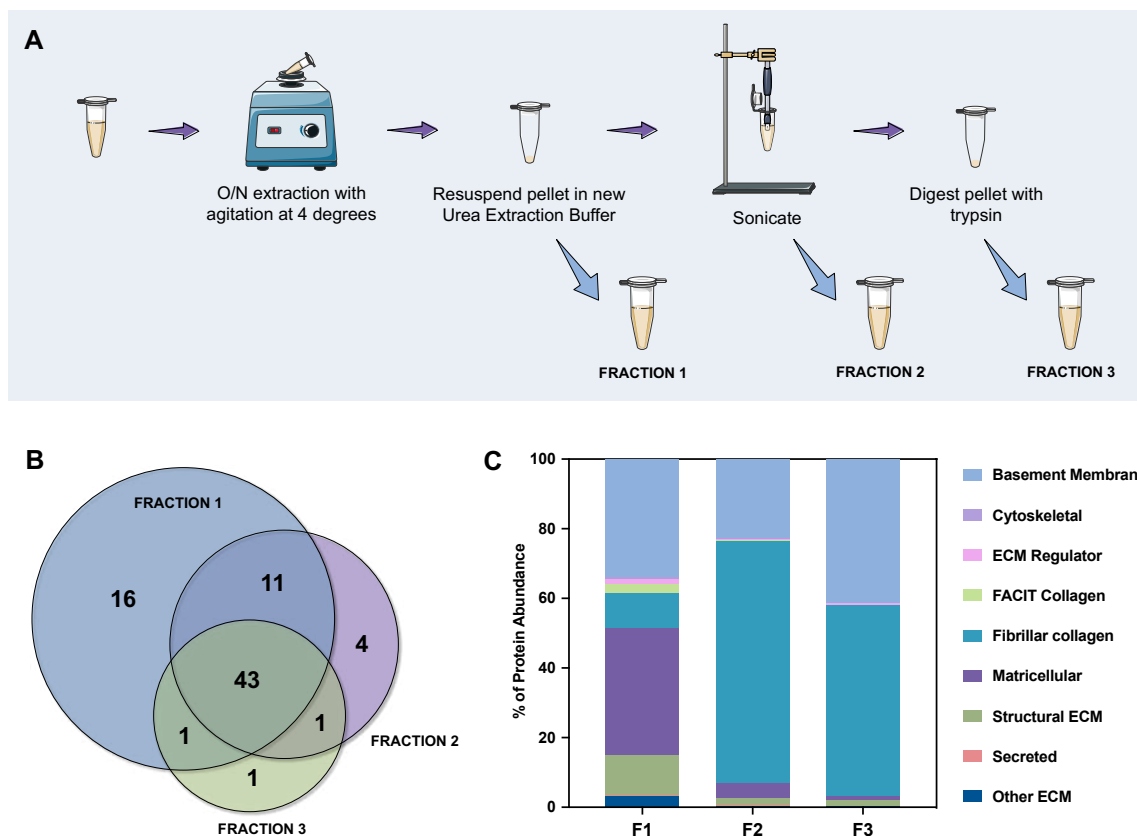 A
O/N extraction with
agitation at 4 degrees
Resuspend pellet in new
Urea Extraction Buffer
Sonicate
Digest pellet with
trypsin
FRACTION 1
FRACTION 2
FRACTION 3
B
FRACTION 1
16
11
4
43
1
1
1
FRACTION 2
FRACTION 3
C
% of Protein Abundance
100
80
60
40
20
0
F1
F2
F3
Basement Membran
Cytoskeletal
ECM Regulator
FACIT Collagen
Fibrillar collagen
Matricellular
Structural ECM
Secreted
Other ECM